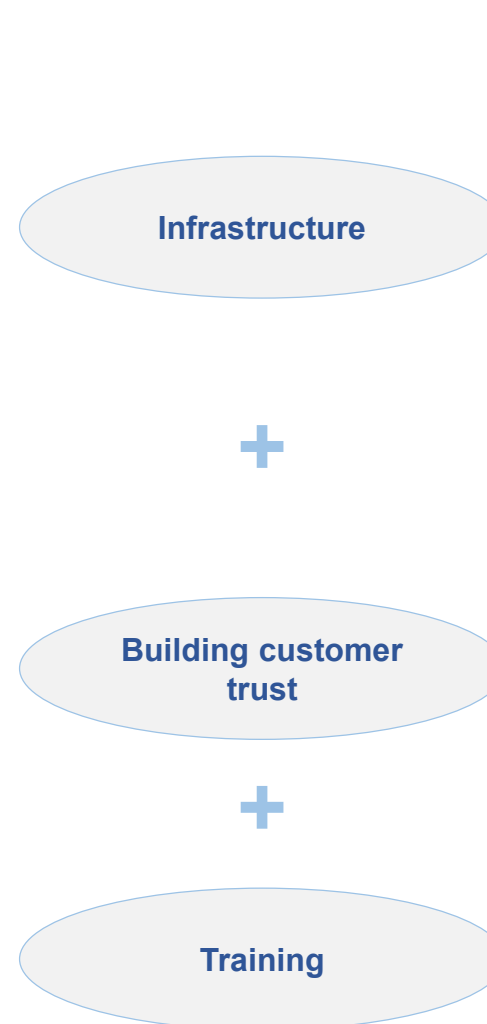 Infrastructure
+
Building customer
trust
+
Training